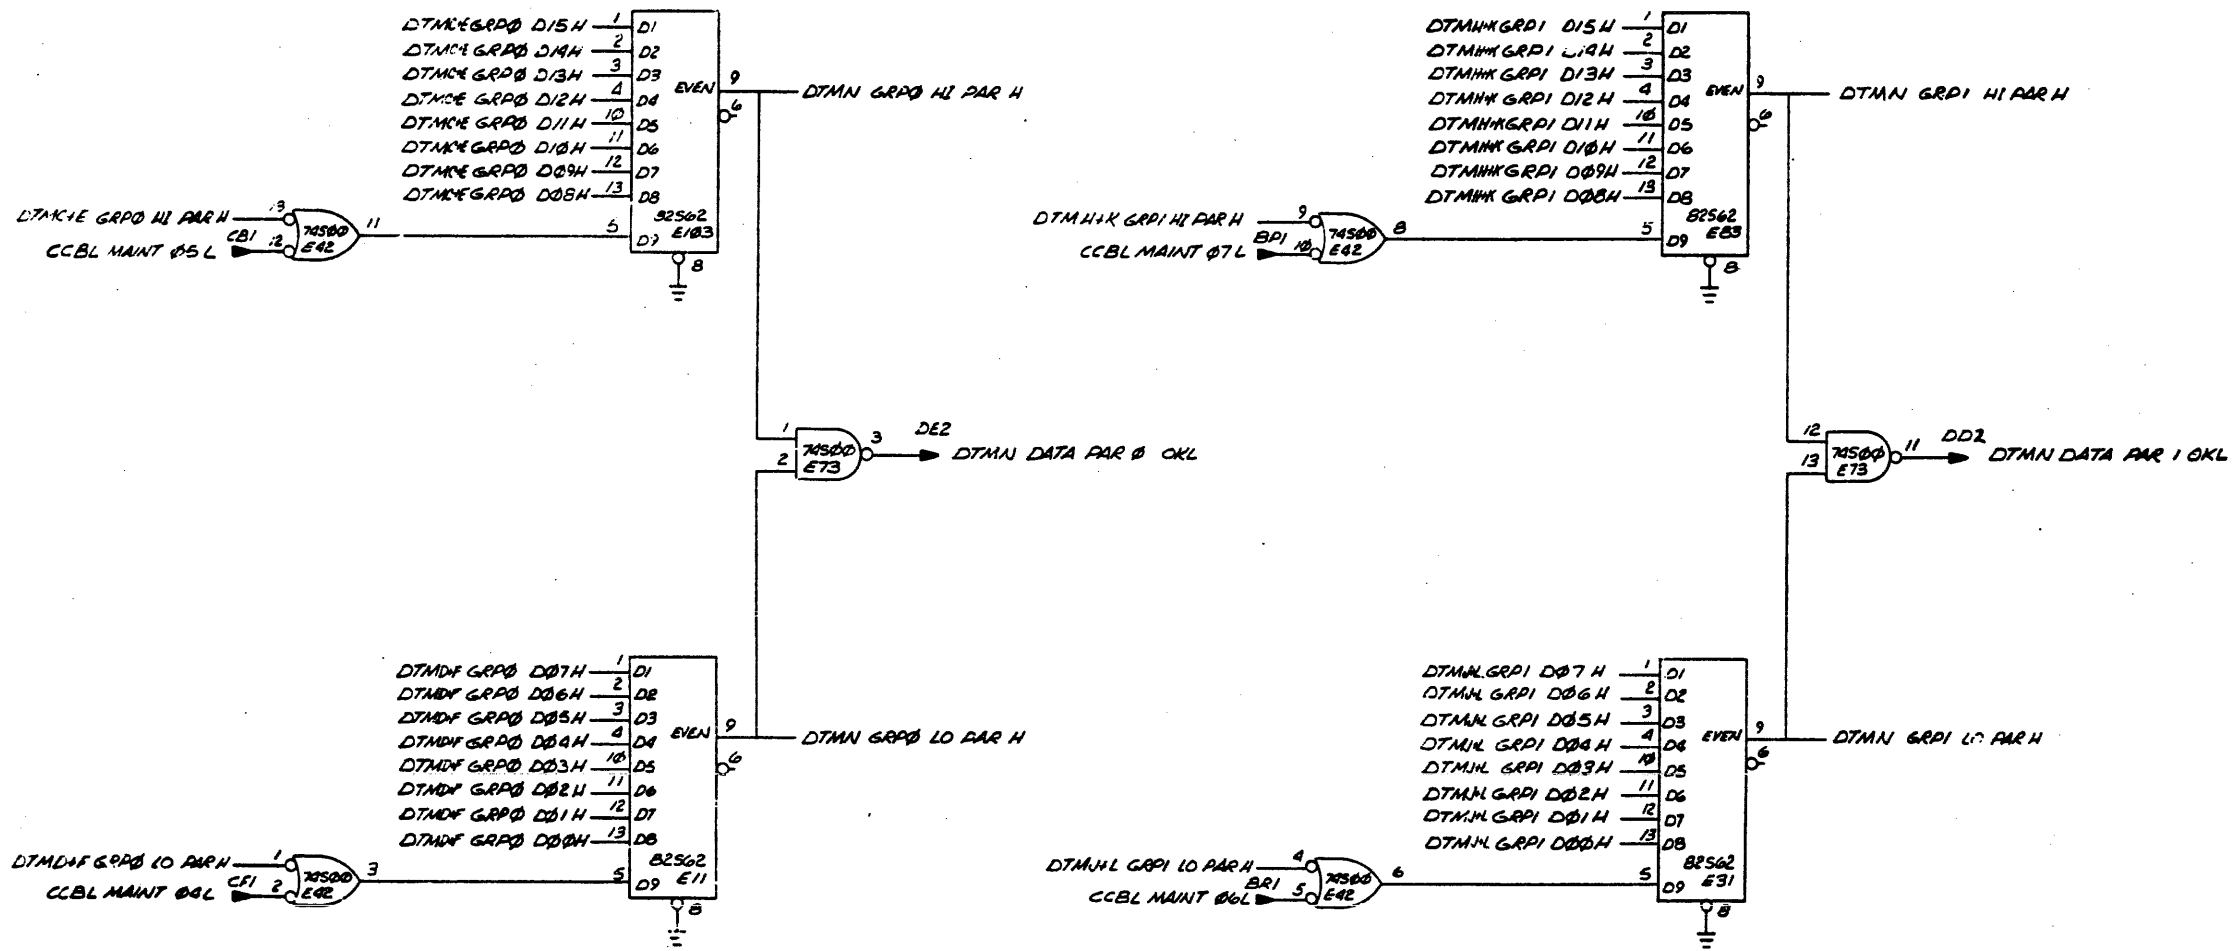 DTMC+E GRPØ D15H 1 D1
DTMC+E GRPØ D14H 2 D2
DTMC+E GRPØ D13H 3 D3
DTMC+E GRPØ D12H 4 D4
DTMC+E GRPØ D11H 1Ø D5
DTMC+E GRPØ D1ØH 11 D6
DTMC+E GRPØ DØ9H 12 D7
DTMC+E GRPØ DØ8H 13 D8
EVEN 9 DTMN GRPØ HI PAR H
6
DTMC+E GRPØ HI PAR H 13
CCBL MAINT Ø5 L CB1 12
74SØØ
E42
11
5 D9
82S62
E1Ø3
8
DTMH+K GRP1 D15H 1 D1
DTMH+K GRP1 D14H 2 D2
DTMH+K GRP1 D13H 3 D3
DTMH+K GRP1 D12H 4 D4
DTMH+K GRP1 D11H 1Ø D5
DTMH+K GRP1 D1ØH 11 D6
DTMH+K GRP1 DØ9H 12 D7
DTMH+K GRP1 DØ8H 13 D8
EVEN 9 DTMN GRP1 HI PAR H
6
DTMH+K GRP1 HI PAR H 9
CCBL MAINT Ø7 L BP1 1Ø
74SØØ
E42
8
5 D9
82S62
E83
8
1
2
74SØØ
E73
3 DE2
DTMN DATA PAR Ø OKL
12
13
74SØØ
E73
11 DD2
DTMN DATA PAR 1 OKL
DTMD+F GRPØ DØ7H 1 D1
DTMD+F GRPØ DØ6H 2 D2
DTMD+F GRPØ DØ5H 3 D3
DTMD+F GRPØ DØ4H 4 D4
DTMD+F GRPØ DØ3H 1Ø D5
DTMD+F GRPØ DØ2H 11 D6
DTMD+F GRPØ DØ1H 12 D7
DTMD+F GRPØ DØØH 13 D8
EVEN 9 DTMN GRPØ LO PAR H
6
DTMD+F GRPØ LO PAR H 1
CCBL MAINT Ø4L CF1 2
74SØØ
E42
3
5 D9
82S62
E11
8
DTMJ+L GRP1 DØ7H 1 D1
DTMJ+L GRP1 DØ6H 2 D2
DTMJ+L GRP1 DØ5H 3 D3
DTMJ+L GRP1 DØ4H 4 D4
DTMJ+L GRP1 DØ3H 1Ø D5
DTMJ+L GRP1 DØ2H 11 D6
DTMJ+L GRP1 DØ1H 12 D7
DTMJ+L GRP1 DØØH 13 D8
EVEN 9 DTMN GRP1 LO PAR H
6
DTMJ+L GRP1 LO PAR H 4
CCBL MAINT Ø6L BR1 5
74SØØ
E42
6
5 D9
82S62
E31
8